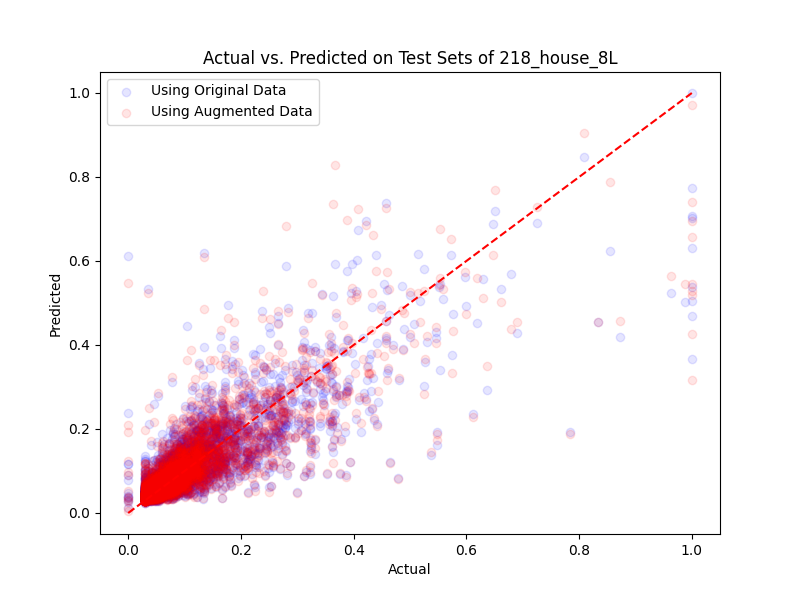 Actual vs. Predicted on Test Sets of 218_house_8L
Using Original Data
Using Augmented Data
1.0
0.8
0.6
0.4
0.2
0.0
Predicted
0.0 0.2 0.4 0.6 0.8 1.0
Actual